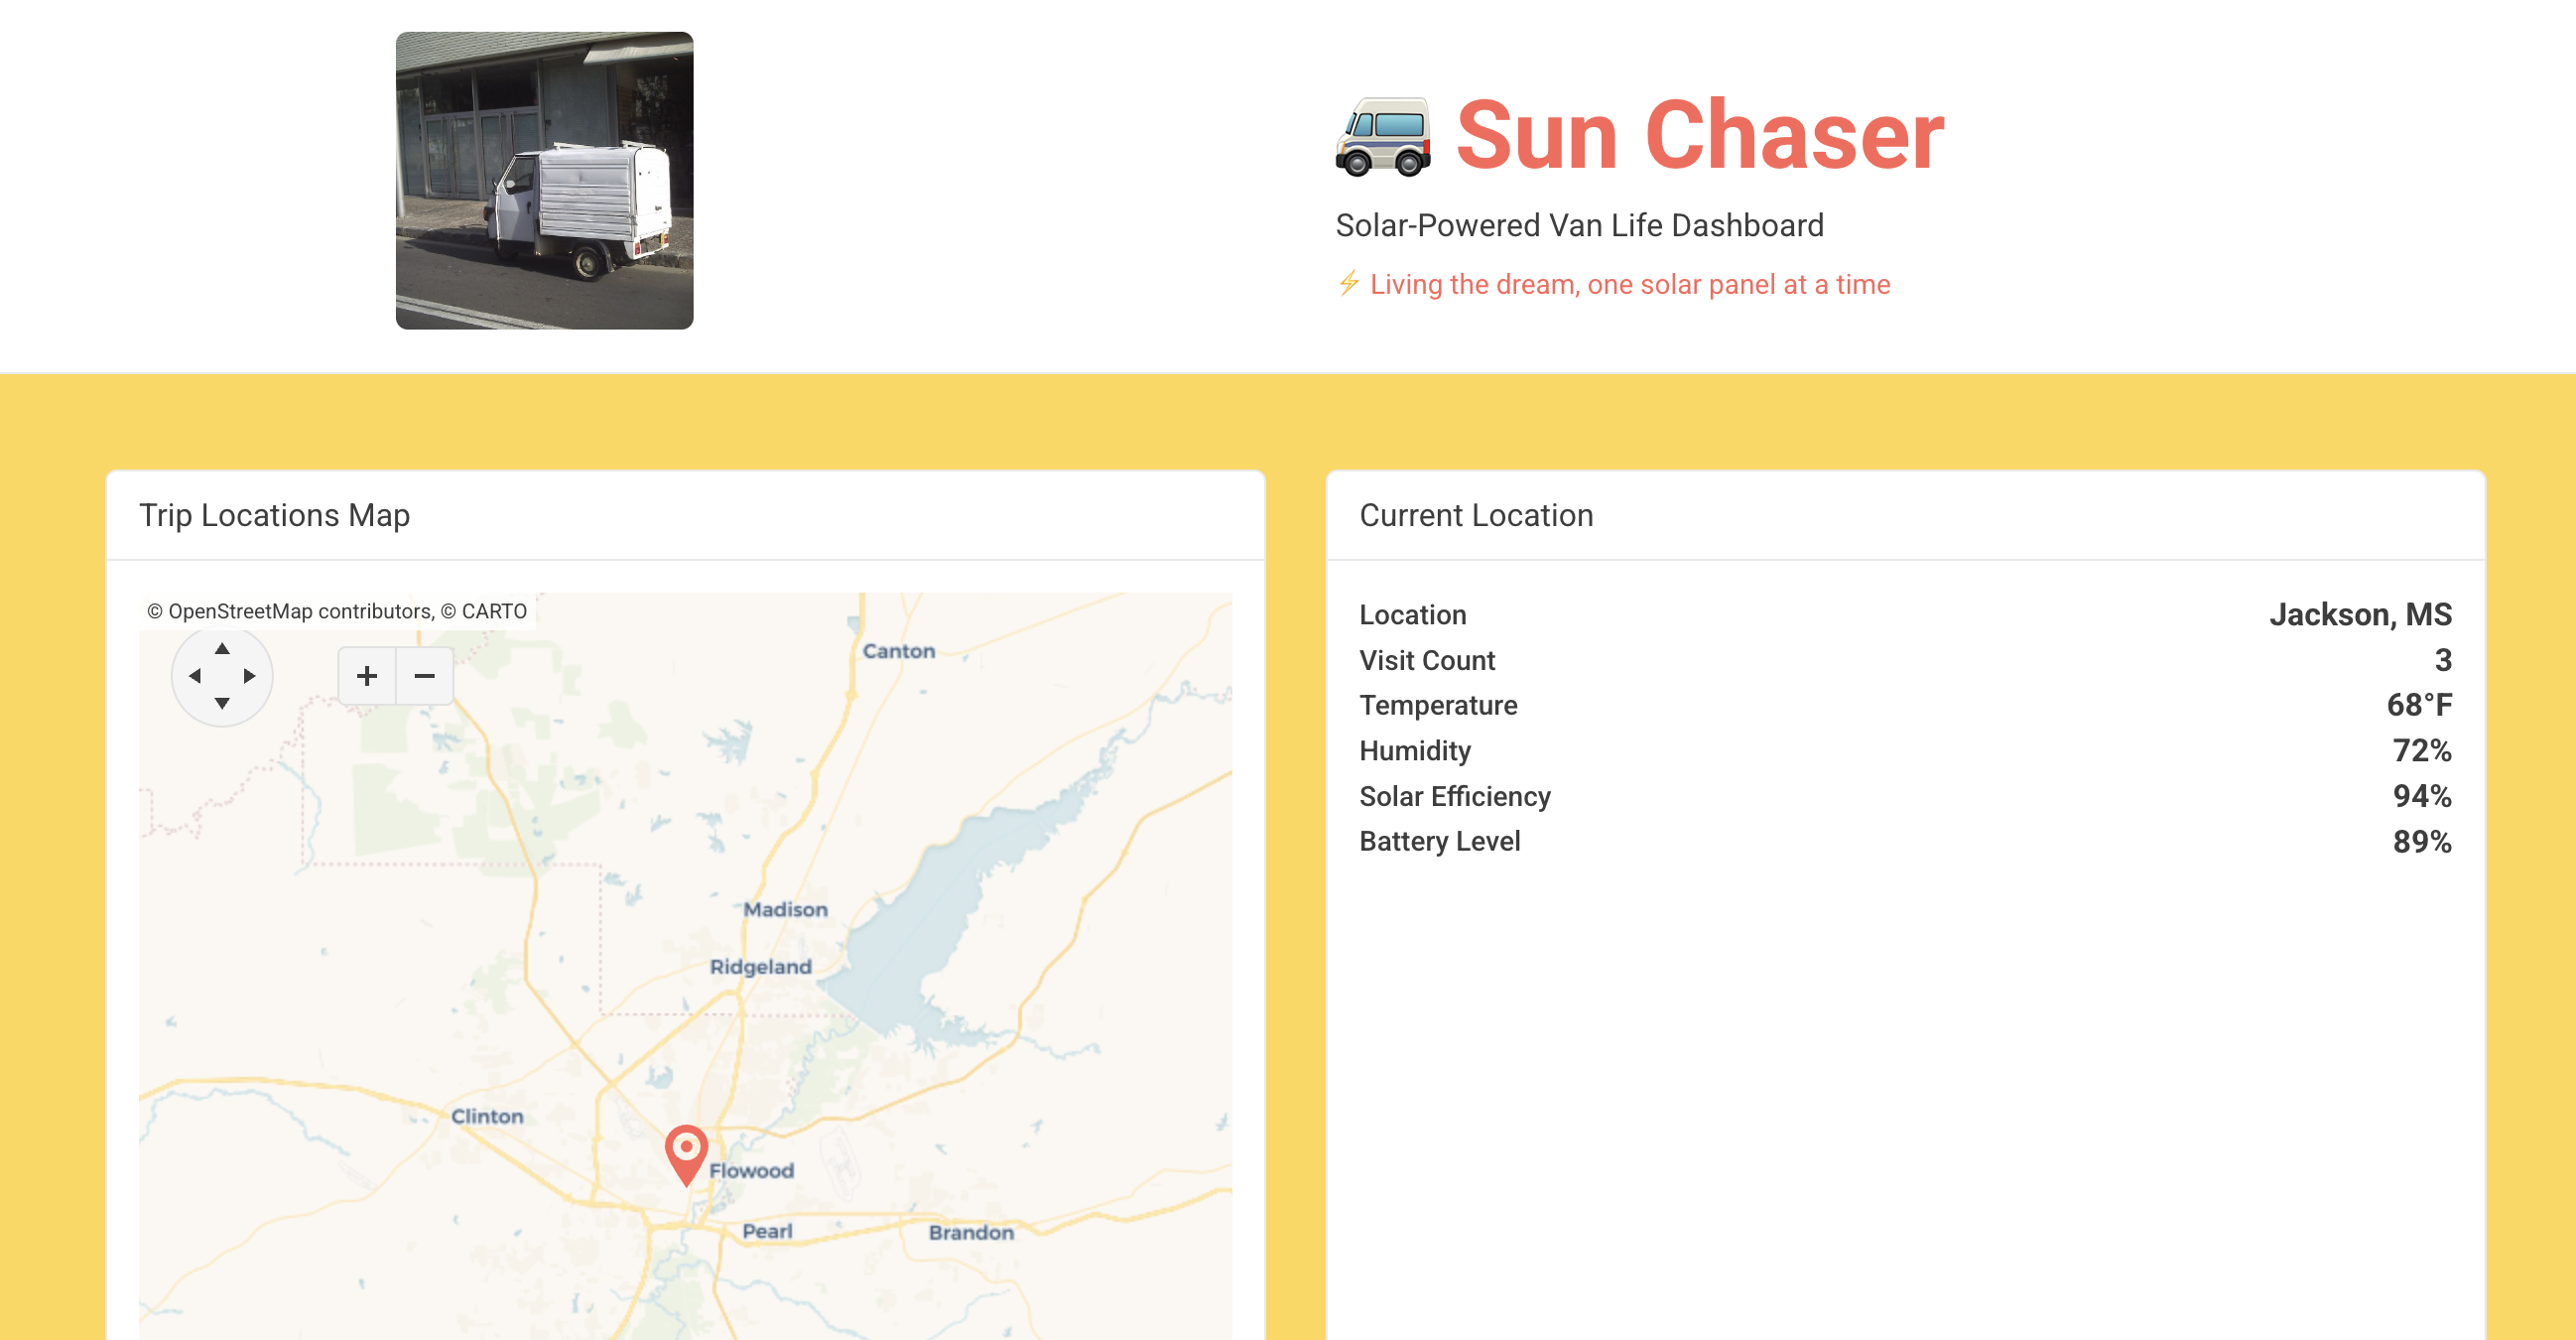 Sun Chaser
Solar-Powered Van Life Dashboard
Living the dream, one solar panel at a time
Trip Locations Map
© OpenStreetMap contributors, © CARTO
Canton
Madison
Ridgeland
Clinton
Flowood
Pearl
Brandon
Current Location
Location Jackson, MS
Visit Count 3
Temperature 68°F
Humidity 72%
Solar Efficiency 94%
Battery Level 89%